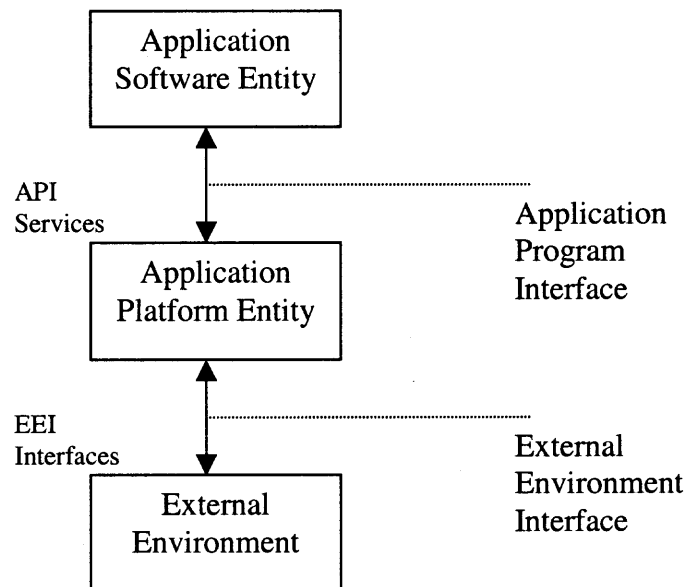 Application
Software Entity
API
Services
Application
Program
Interface
Application
Platform Entity
EEI
Interfaces
External
Environment
Interface
External
Environment